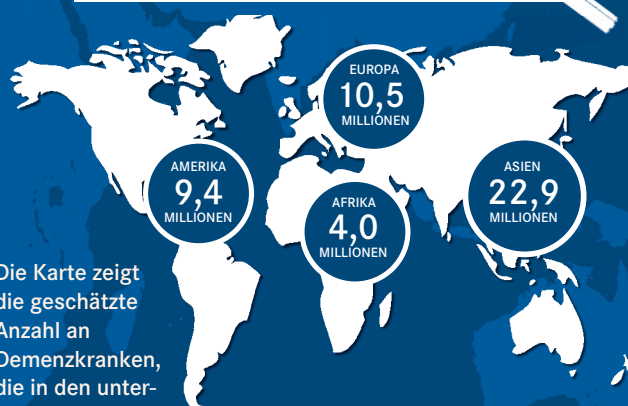 EUROPA
10,5
MILLIONEN
AMERIKA
9,4
MILLIONEN
AFRIKA
4,0
MILLIONEN
ASIEN
22,9
MILLIONEN
Die Karte zeigt
die geschätzte
Anzahl an
Demenzkranken,
die in den unter-